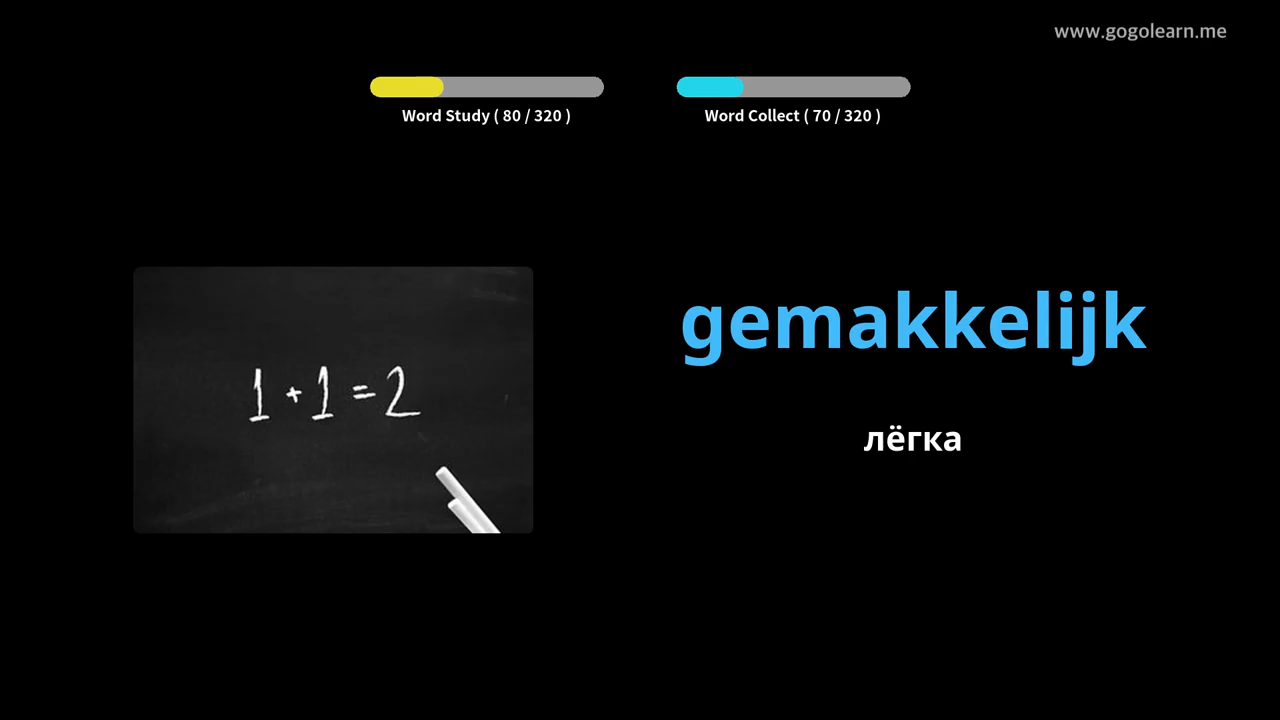 www.gogolearn.me
Word Study ( 80 / 320 )
Word Collect ( 70 / 320 )
1 + 1 = 2
gemakkelijk
лёгка